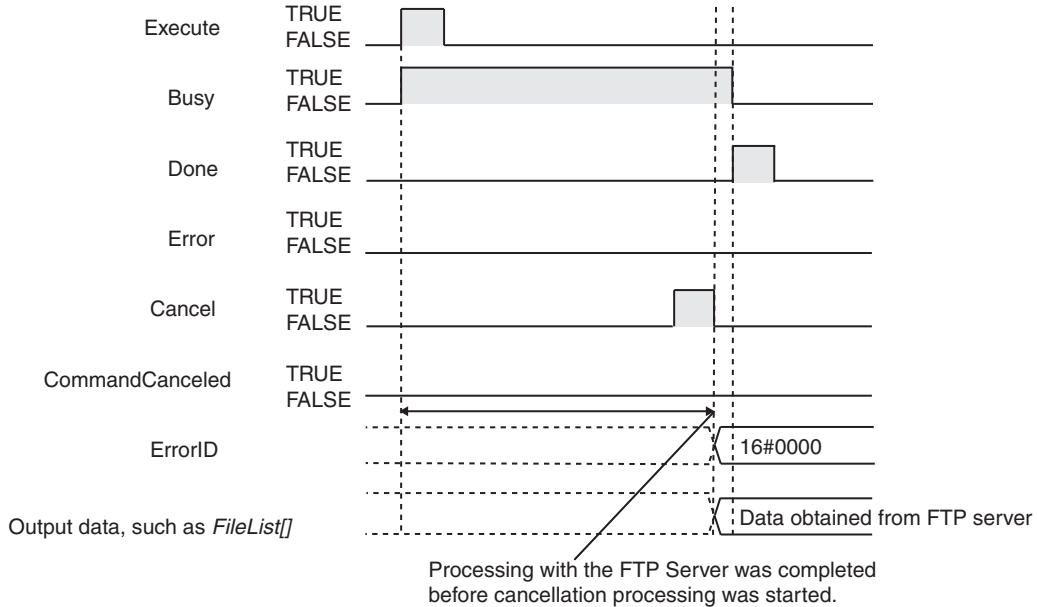 Execute TRUE
FALSE
Busy TRUE
FALSE
Done TRUE
FALSE
Error TRUE
FALSE
Cancel TRUE
FALSE
CommandCanceled TRUE
FALSE
ErrorID 16#0000
Output data, such as FileList[] Data obtained from FTP server
Processing with the FTP Server was completed
before cancellation processing was started.